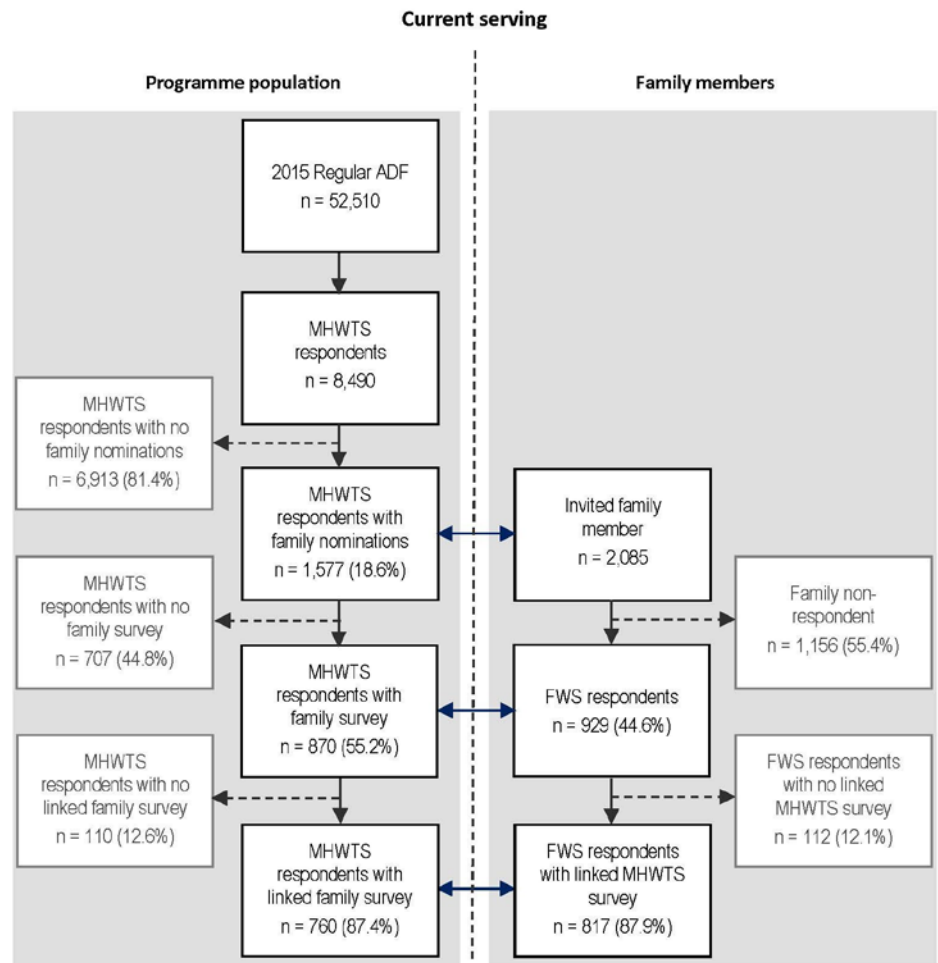 Current serving
Programme population
Family members
2015 Regular ADF
n = 52,510
MHWTS
respondents
n = 8,490
MHWTS
respondents with no
family nominations
n = 6,913 (81.4%)
MHWTS
respondents with
family nominations
n = 1,577 (18.6%)
Invited family
member
n = 2,085
MHWTS
respondents with no
family survey
n = 707 (44.8%)
Family non-
respondent
n = 1,156 (55.4%)
MHWTS
respondents with
family survey
n = 870 (55.2%)
FWS respondents
n = 929 (44.6%)
MHWTS
respondents with no
linked family survey
n = 110 (12.6%)
FWS respondents
with no linked
MHWTS survey
n = 112 (12.1%)
MHWTS
respondents with
linked family survey
n = 760 (87.4%)
FWS respondents
with linked MHWTS
survey
n = 817 (87.9%)